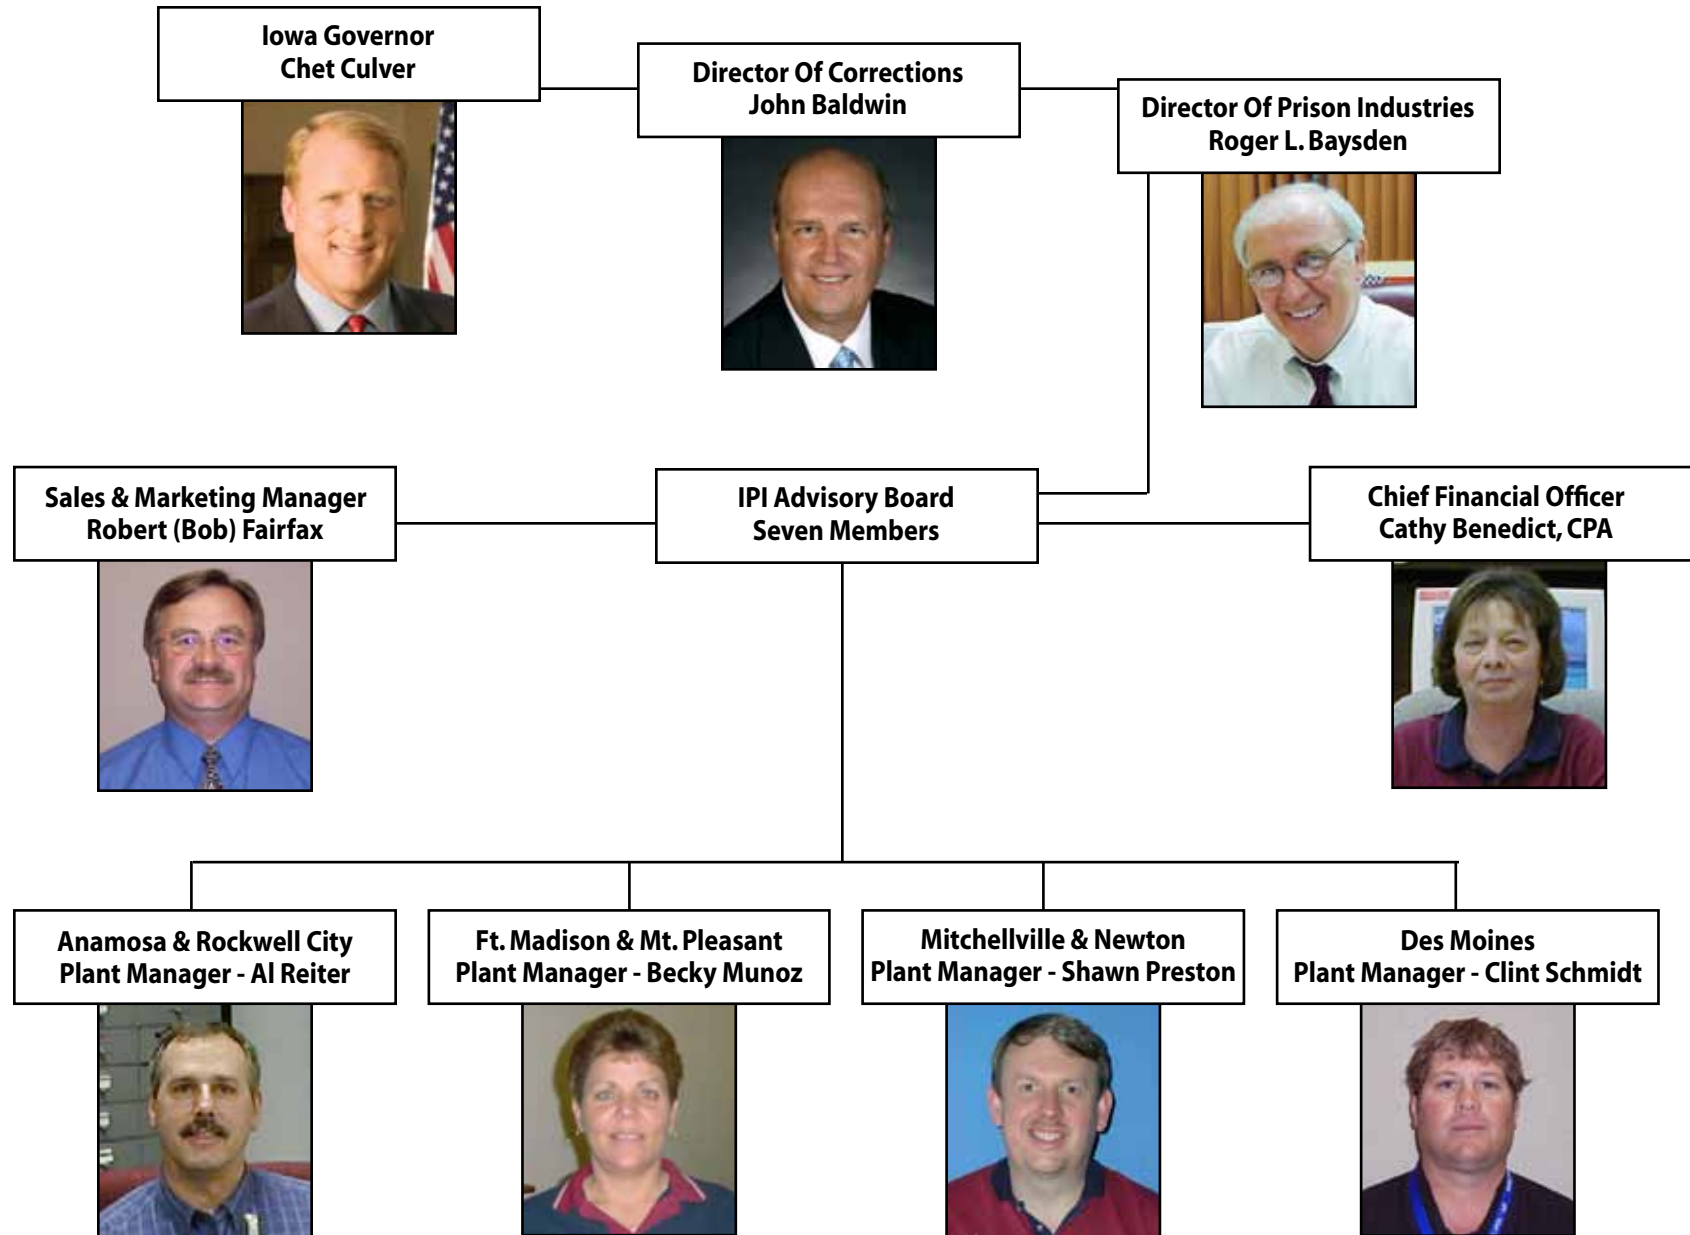 Iowa Governor
Chet Culver
Director Of Corrections
John Baldwin
Director Of Prison Industries
Roger L. Baysden
Sales & Marketing Manager
Robert (Bob) Fairfax
IPI Advisory Board
Seven Members
Chief Financial Officer
Cathy Benedict, CPA
Anamosa & Rockwell City
Plant Manager - Al Reiter
Ft. Madison & Mt. Pleasant
Plant Manager - Becky Munoz
Mitchellville & Newton
Plant Manager - Shawn Preston
Des Moines
Plant Manager - Clint Schmidt